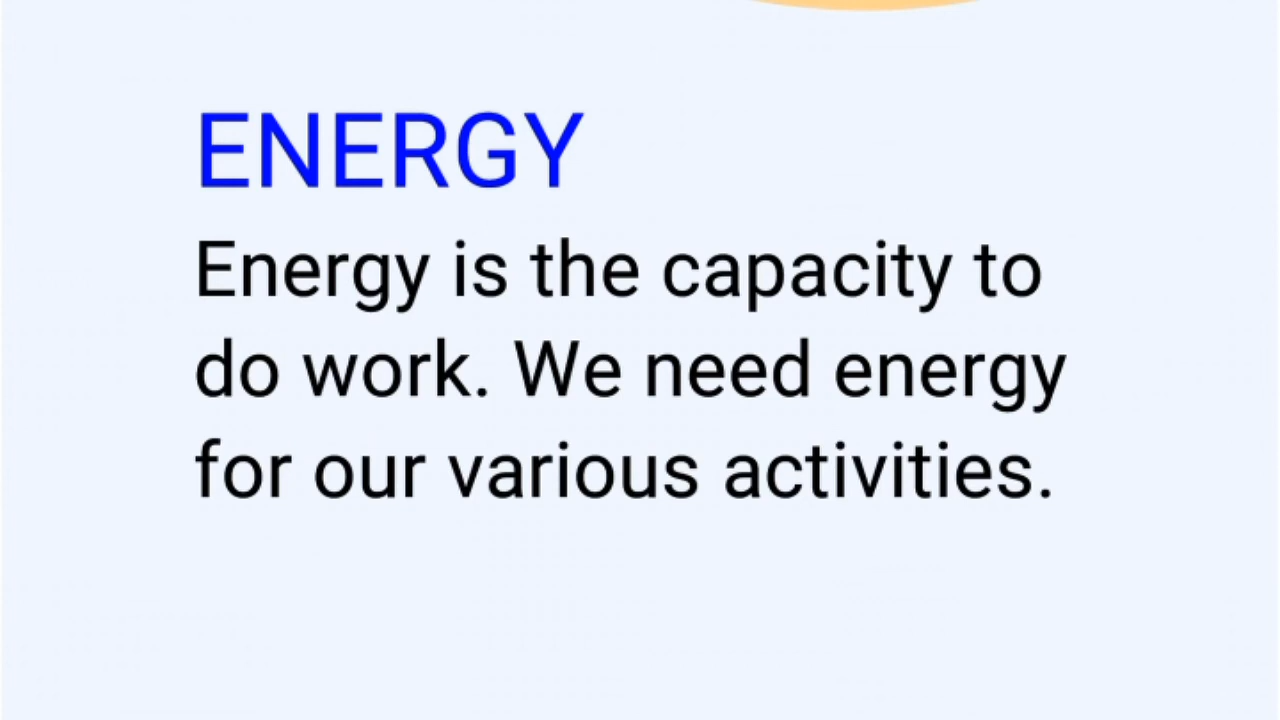 ENERGY
Energy is the capacity to
do work. We need energy
for our various activities.